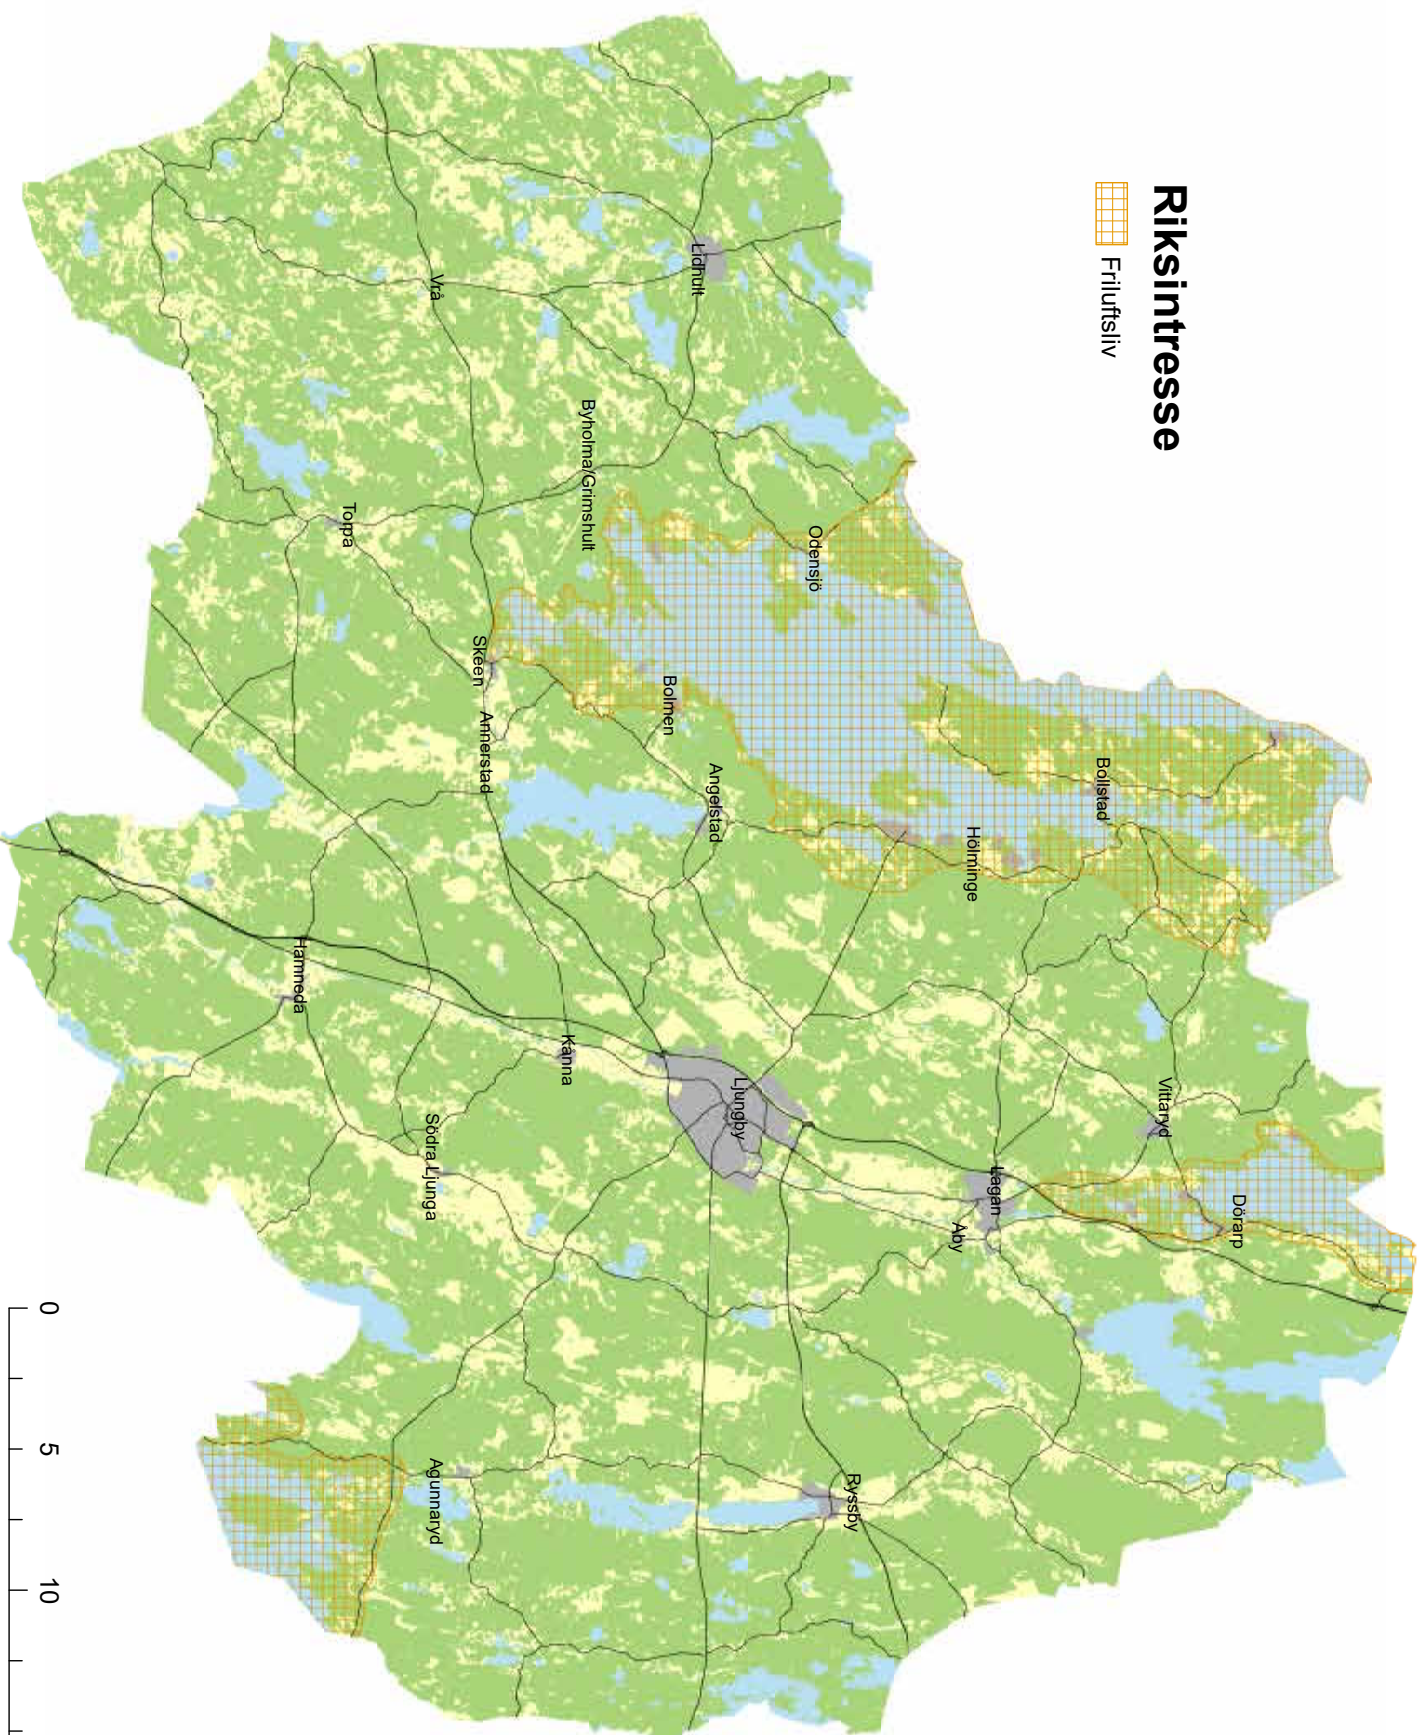 Riksintresse
Friluftsliv
Dörarp
Vittaryd
Bollstad
Lagan
Hölminge
Åby
Ryssby
Odensjö
Ljungby
Angelstad
Lidhult
Bolmen
Byholma/Grimshult
Kånna
Annerstad
Skeen
Vrå
Södra Ljunga
Agunnaryd
Torpa
Hamneda
0
5
10